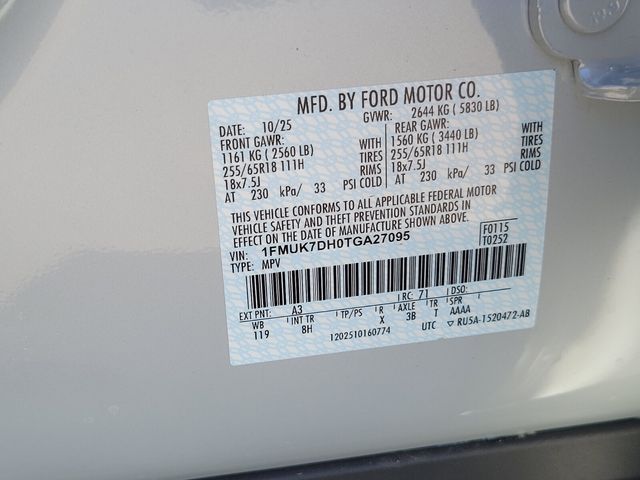 MFD. BY FORD MOTOR CO.
DATE: 10/25 GVWR: 2644 KG ( 5830 LB)
FRONT GAWR: REAR GAWR:
1161 KG ( 2560 LB) WITH 1560 KG ( 3440 LB) WITH
255/65R18 111H TIRES 255/65R18 111H TIRES
18x7.5J RIMS 18x7.5J RIMS
AT 230 kPa/ 33 PSI COLD AT 230 kPa/ 33 PSI COLD
THIS VEHICLE CONFORMS TO ALL APPLICABLE FEDERAL MOTOR
VEHICLE SAFETY AND THEFT PREVENTION STANDARDS IN
EFFECT ON THE DATE OF MANUFACTURE SHOWN ABOVE.
VIN: 1FMUK7DH0TGA27095 F0115
TYPE: MPV T0252
EXT PNT: A3 RC: 71 DSO:
WB INT TR TP/PS R AXLE TR SPR
119 8H X 3B T AAAA
1202510160774 UTC ▽ RU5A-1520472-AB